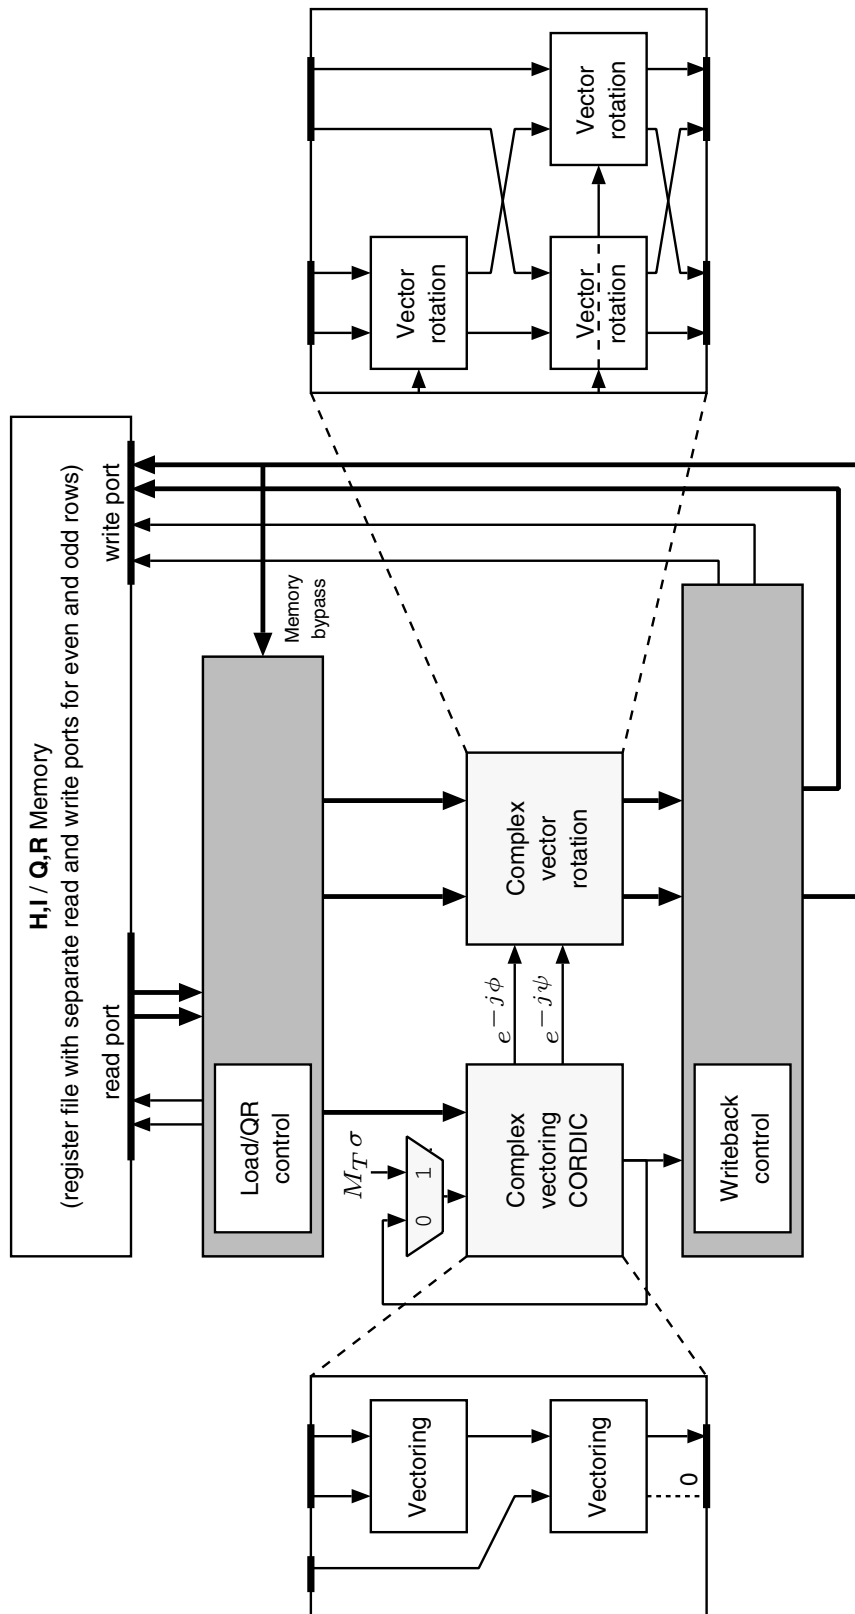 H,I / Q,R Memory
(register file with separate read and write ports for even and odd rows)
read port
write port
Load/QR
control
Memory
bypass
M_T σ
0 1
Complex
vectoring
CORDIC
e^{-jϕ}
e^{-jψ}
Complex
vector
rotation
Writeback
control
Vectoring
Vectoring
0
Vector
rotation
Vector
rotation
Vector
rotation